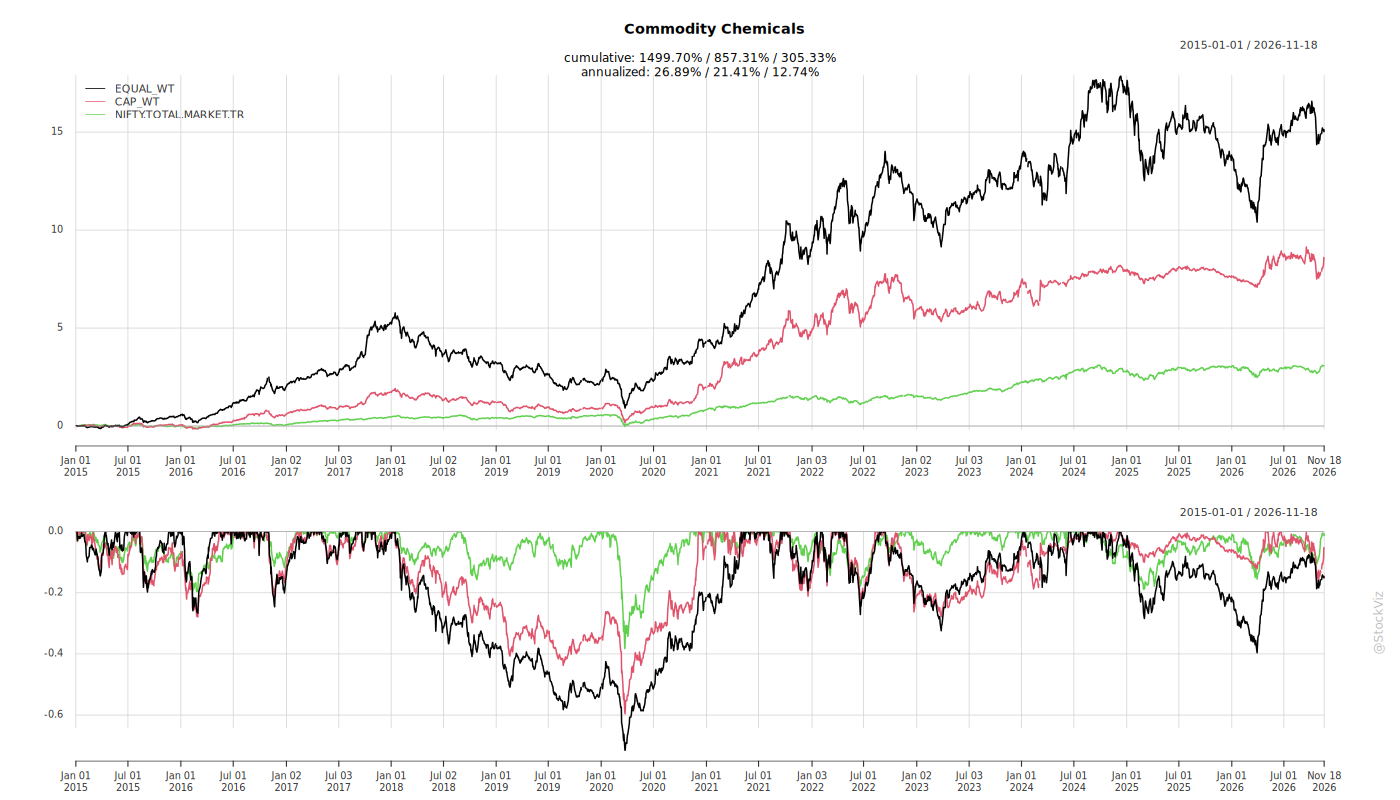 Commodity Chemicals
2015-01-01 / 2026-11-18
cumulative: 1499.70% / 857.31% / 305.33%
annualized: 26.89% / 21.41% / 12.74%
EQUAL_WT
CAP_WT
NIFTY.TOTAL.MARKET.TR
15
10
5
0
Jan 01 Jul 01 Jan 01 Jul 01 Jan 02 Jul 03 Jan 01 Jul 02 Jan 01 Jul 01 Jan 01 Jul 01 Jan 01 Jul 01 Jan 03 Jul 01 Jan 02 Jul 03 Jan 01 Jul 01 Jan 01 Jul 01 Jan 01 Jul 01 Nov 18
2015 2015 2016 2016 2017 2017 2018 2018 2019 2019 2020 2020 2021 2021 2022 2022 2023 2023 2024 2024 2025 2025 2026 2026 2026
2015-01-01 / 2026-11-18
0.0
-0.2
-0.4
-0.6
Jan 01 Jul 01 Jan 01 Jul 01 Jan 02 Jul 03 Jan 01 Jul 02 Jan 01 Jul 01 Jan 01 Jul 01 Jan 01 Jul 01 Jan 03 Jul 01 Jan 02 Jul 03 Jan 01 Jul 01 Jan 01 Jul 01 Jan 01 Jul 01 Nov 18
2015 2015 2016 2016 2017 2017 2018 2018 2019 2019 2020 2020 2021 2021 2022 2022 2023 2023 2024 2024 2025 2025 2026 2026 2026
@StockViz